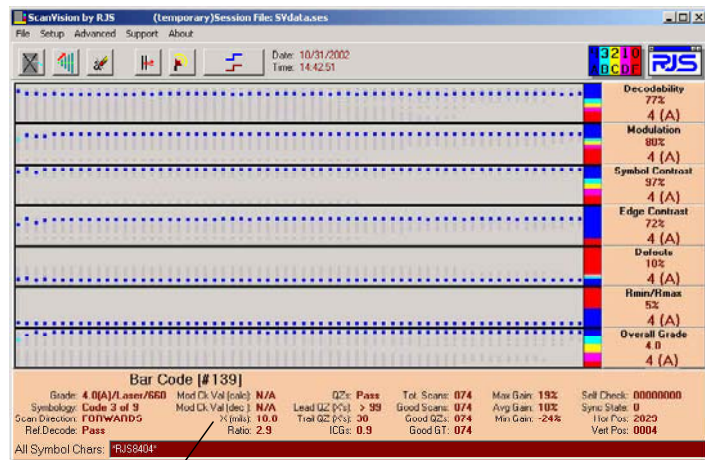 ScanVision by RJS (temporary)Session File: SVdata.ses
File Setup Advanced Support About
Date: 10/31/2002
Time: 14:42:51
N 3 2 1 0
A B C D E
RJS
Decodability
77%
4 (A)
Modulation
80%
4 (A)
Symbol Contrast
97%
4 (A)
Edge Contrast
72%
4 (A)
Defects
10%
4 (A)
Rmin/Rmax
5%
4 (A)
Overall Grade
4.0
4 (A)
Bar Code [#139]
Grade: 4.0(A)/Laser/660 Mod Ck Val (calc): N/A QZs: Pass Tot. Scans: 074 Max Gain: 19% Self Check: 00000000
Symbology: Code 3 of 9 Mod Ck Val (dec): N/A Lead QZ (X's): > 99 Good Scans: 074 Avg Gain: 10% Sync State: 0
Scan Direction: FORWARDS X (mils): 10.0 Trail QZ (X's): 30 Good QZs: 074 Min Gain: -24% Hor Pos: 2029
Ref.Decode: Pass Ratio: 2.9 ICGs: 0.9 Good GT: 074 Vert Pos: 0004
All Symbol Chars: *RJS8404*